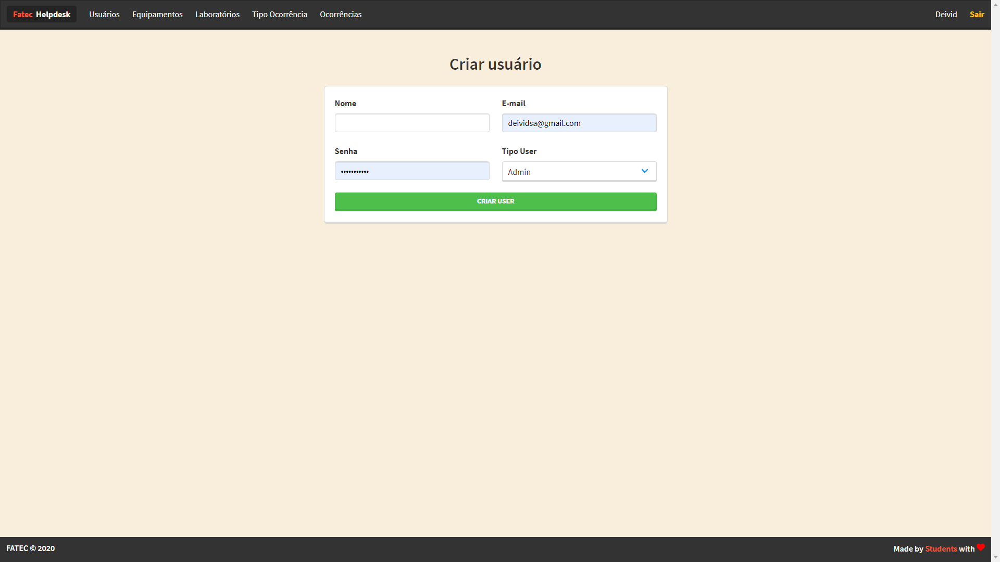 Fatec Helpdesk Usuários Equipamentos Laboratórios Tipo Ocorrência Ocorrências Deivid Sair
Criar usuário
Nome E-mail
deividsa@gmail.com
Senha Tipo User
••••••••••• Admin
CRIAR USER
FATEC © 2020 Made by Students with